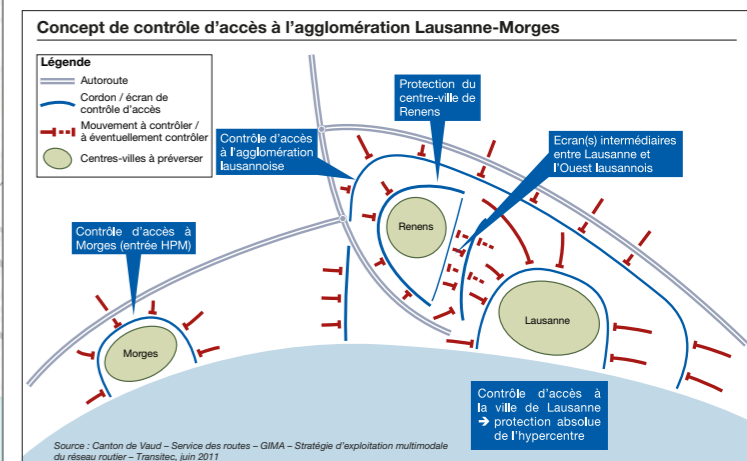 Concept de contrôle d'accès à l'agglomération Lausanne-Morges
Légende
Autoroute
Cordon / écran de
contrôle d'accès
Mouvement à contrôler /
à éventuellement contrôler
Centres-villes à préverser
Protection du
centre-ville de
Renens
Contrôle d'accès
à l'agglomération
lausannoise
Ecran(s) intermédiaires
entre Lausanne et
l'Ouest lausannois
Contrôle d'accès à
Morges (entrée HPM)
Renens
Morges
Lausanne
Contrôle d'accès à
la ville de Lausanne
➔ protection absolue
de l'hypercentre
Source : Canton de Vaud – Service des routes – GIMA – Stratégie d'exploitation multimodale
du réseau routier – Transitec, juin 2011